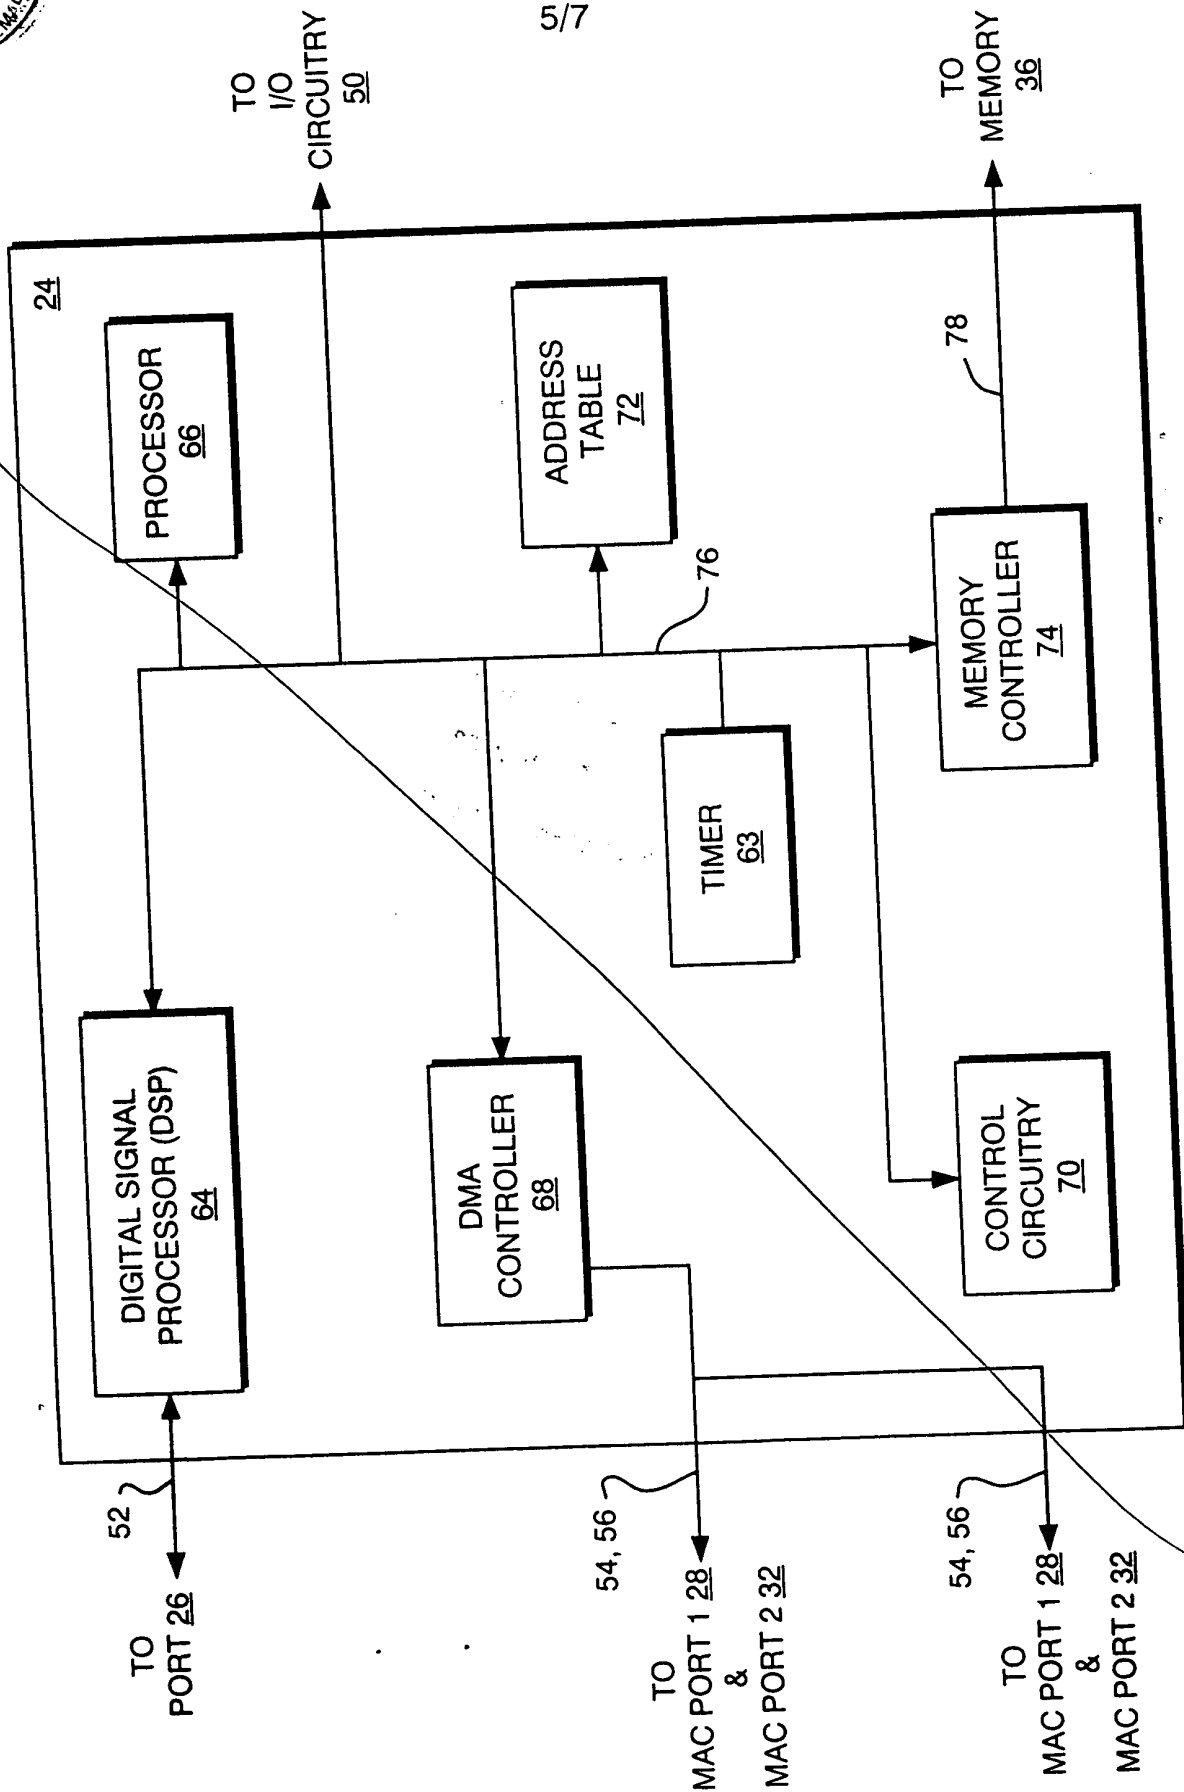 5/7
TO
I/O
CIRCUITRY
50
TO
MEMORY
36
24
PROCESSOR
66
ADDRESS
TABLE
72
78
76
MEMORY
CONTROLLER
74
TIMER
63
DIGITAL SIGNAL
PROCESSOR (DSP)
64
DMA
CONTROLLER
68
CONTROL
CIRCUITRY
70
52
TO
PORT 26
54, 56
TO
MAC PORT 1 28
&
MAC PORT 2 32
54, 56
TO
MAC PORT 1 28
&
MAC PORT 2 32